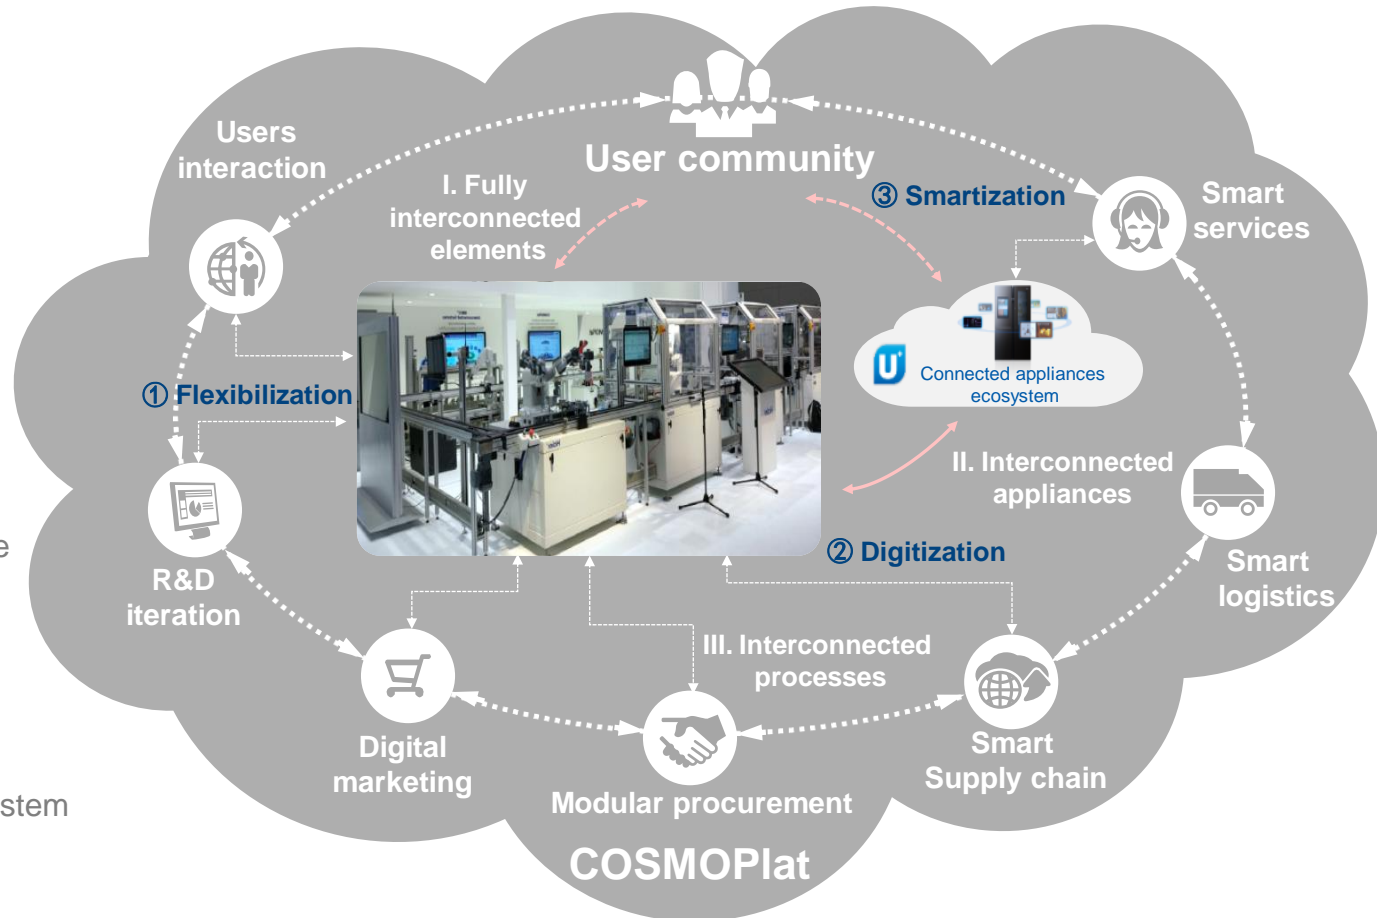 Users
interaction
User community
I. Fully
interconnected
elements
③ Smartization
Smart
services
① Flexibilization
U+
Connected appliances
ecosystem
II. Interconnected
appliances
② Digitization
R&D
iteration
Smart
logistics
III. Interconnected
processes
Digital
marketing
Smart
Supply chain
Modular procurement
COSMOPlat
e
stem